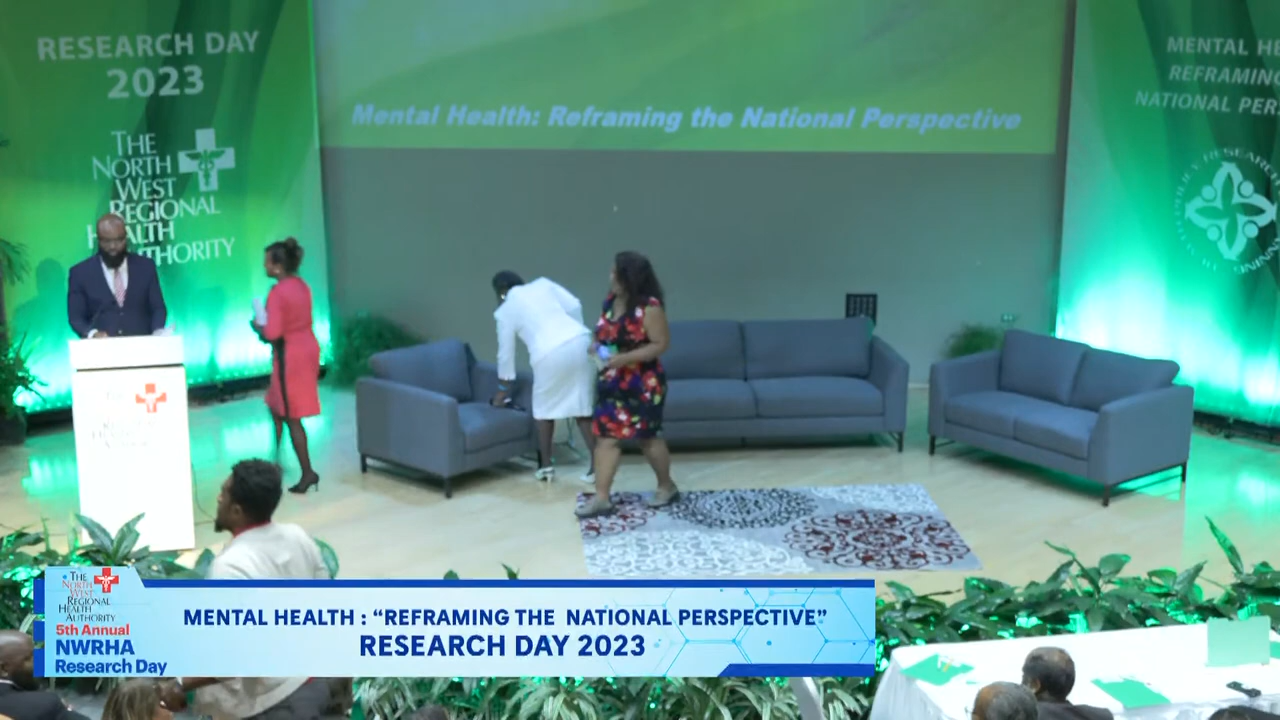 RESEARCH DAY
2023
THE
NORTH
WEST
REGIONAL
HEALTH
AUTHORITY
Mental Health: Reframing the National Perspective
MENTAL HE
REFRAMING
NATIONAL PER
THE
NORTH
WEST
REGIONAL
HEALTH
AUTHORITY
5th Annual
NWRHA
Research Day
MENTAL HEALTH : “REFRAMING THE NATIONAL PERSPECTIVE”
RESEARCH DAY 2023